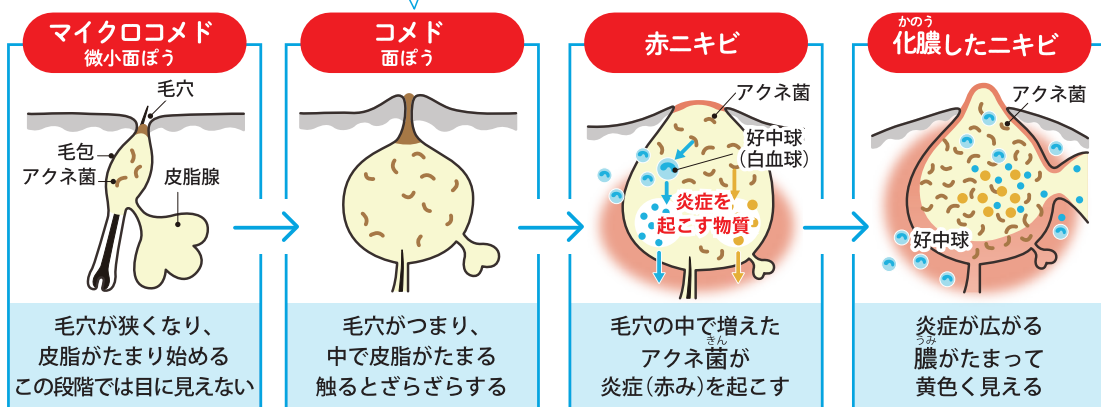 マイクロコメド
微小面ぽう
毛穴
毛包
アクネ菌
皮脂腺
毛穴が狭くなり、
皮脂がたまり始める
この段階では目に見えない
コメド
面ぽう
毛穴がつまり、
中で皮脂がたまる
触るとざらざらする
赤ニキビ
アクネ菌
好中球
(白血球)
炎症を
起こす物質
毛穴の中で増えた
きん
アクネ菌が
炎症(赤み)を起こす
かのう
化膿したニキビ
アクネ菌
好中球
炎症が広がる
うみ
膿がたまって
黄色く見える